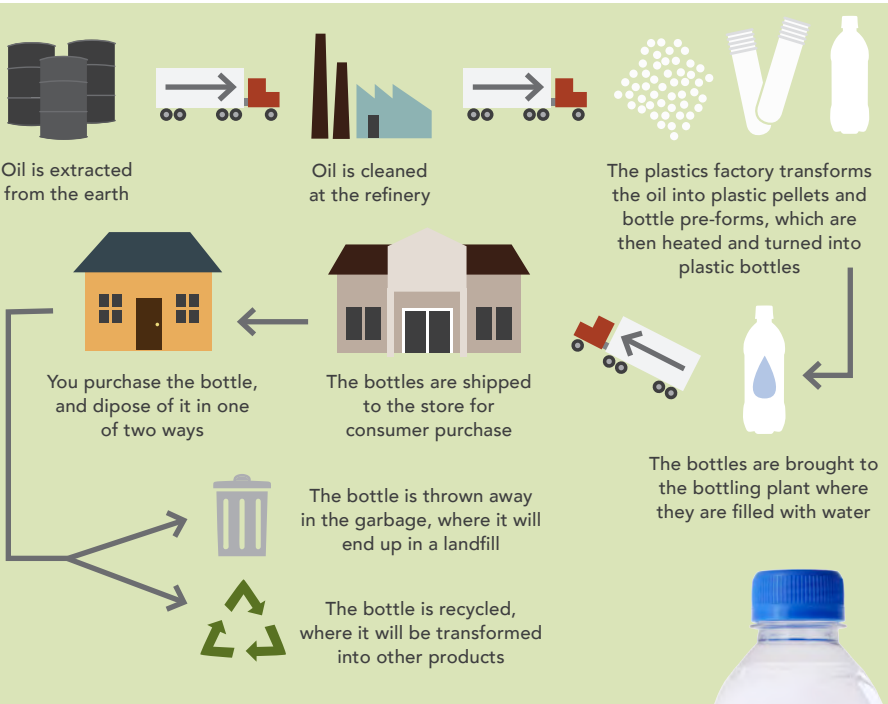 Oil is extracted
from the earth
Oil is cleaned
at the refinery
The plastics factory transforms
the oil into plastic pellets and
bottle pre-forms, which are
then heated and turned into
plastic bottles
The bottles are brought to
the bottling plant where
they are filled with water
The bottles are shipped
to the store for
consumer purchase
You purchase the bottle,
and dipose of it in one
of two ways
The bottle is thrown away
in the garbage, where it will
end up in a landfill
The bottle is recycled,
where it will be transformed
into other products